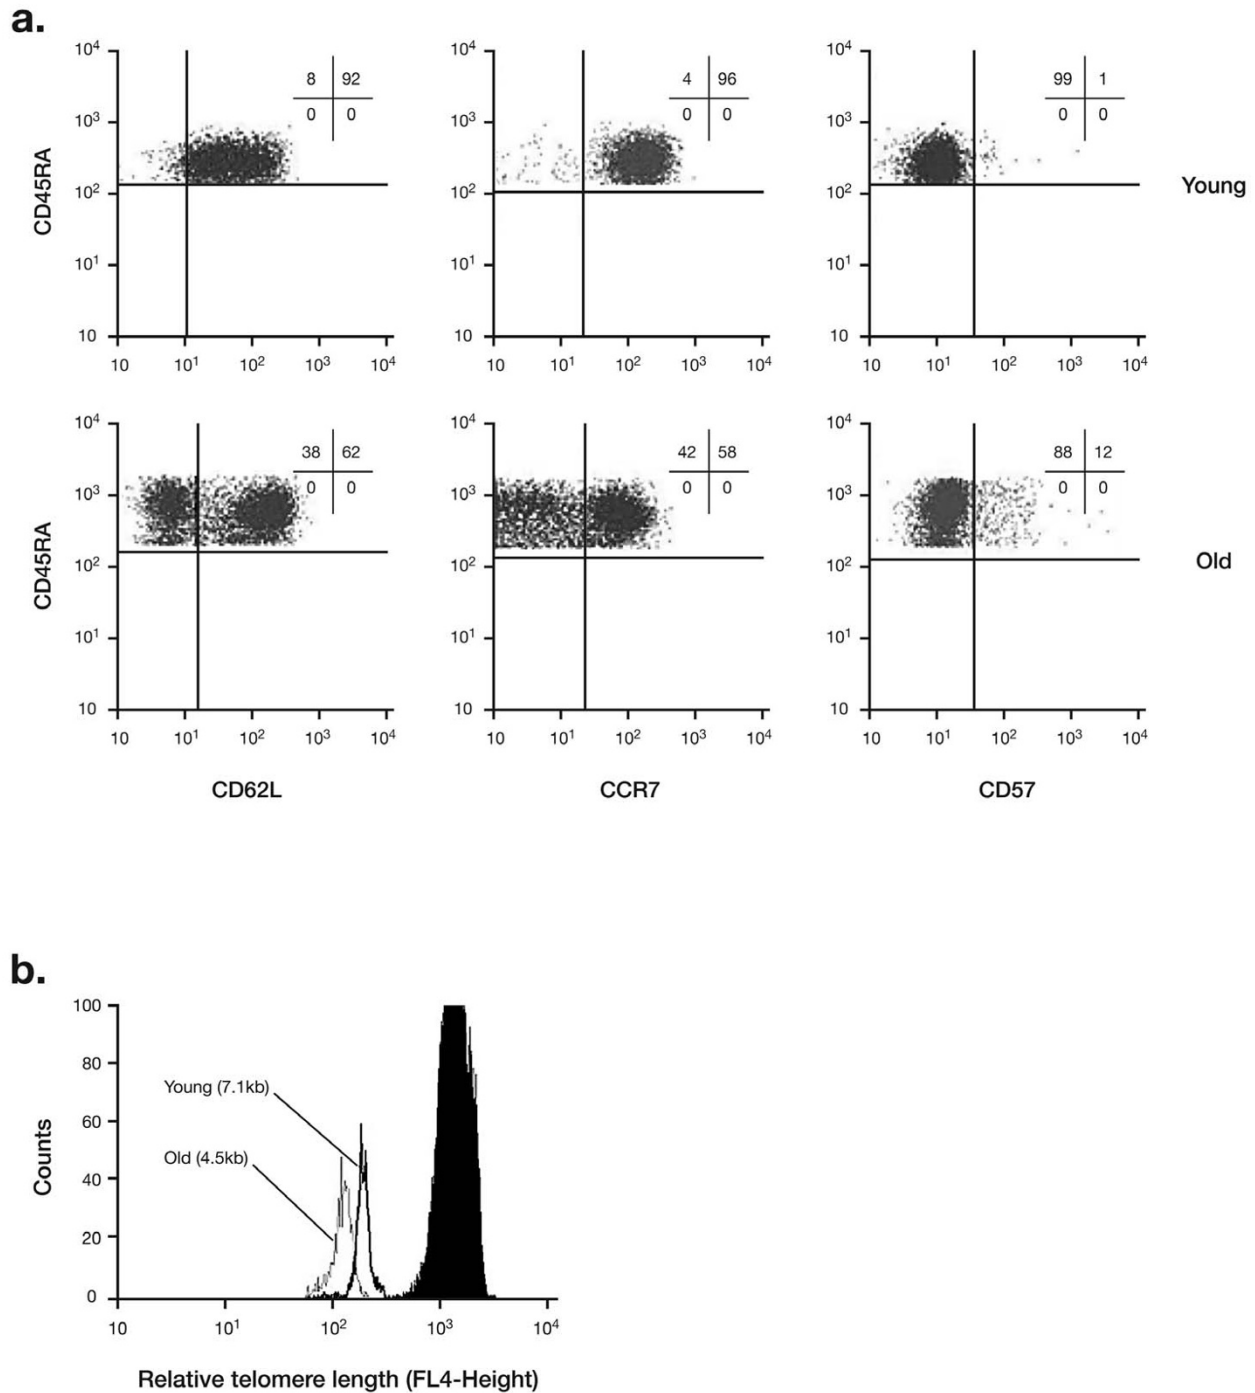 a.
10⁴ 10³ 10² 10¹ 10
CD45RA
8 92
0 0
10 10¹ 10² 10³ 10⁴
10⁴ 10³ 10² 10¹ 10
4 96
0 0
10 10¹ 10² 10³ 10⁴
10⁴ 10³ 10² 10¹ 10
99 1
0 0
10 10¹ 10² 10³ 10⁴
Young
10⁴ 10³ 10² 10¹ 10
CD45RA
38 62
0 0
10 10¹ 10² 10³ 10⁴
CD62L
10⁴ 10³ 10² 10¹ 10
42 58
0 0
10 10¹ 10² 10³ 10⁴
CCR7
10⁴ 10³ 10² 10¹ 10
88 12
0 0
10 10¹ 10² 10³ 10⁴
CD57
Old
b.
100
80
60
40
20
0
Counts
Young (7.1kb)
Old (4.5kb)
10 10¹ 10² 10³ 10⁴
Relative telomere length (FL4-Height)